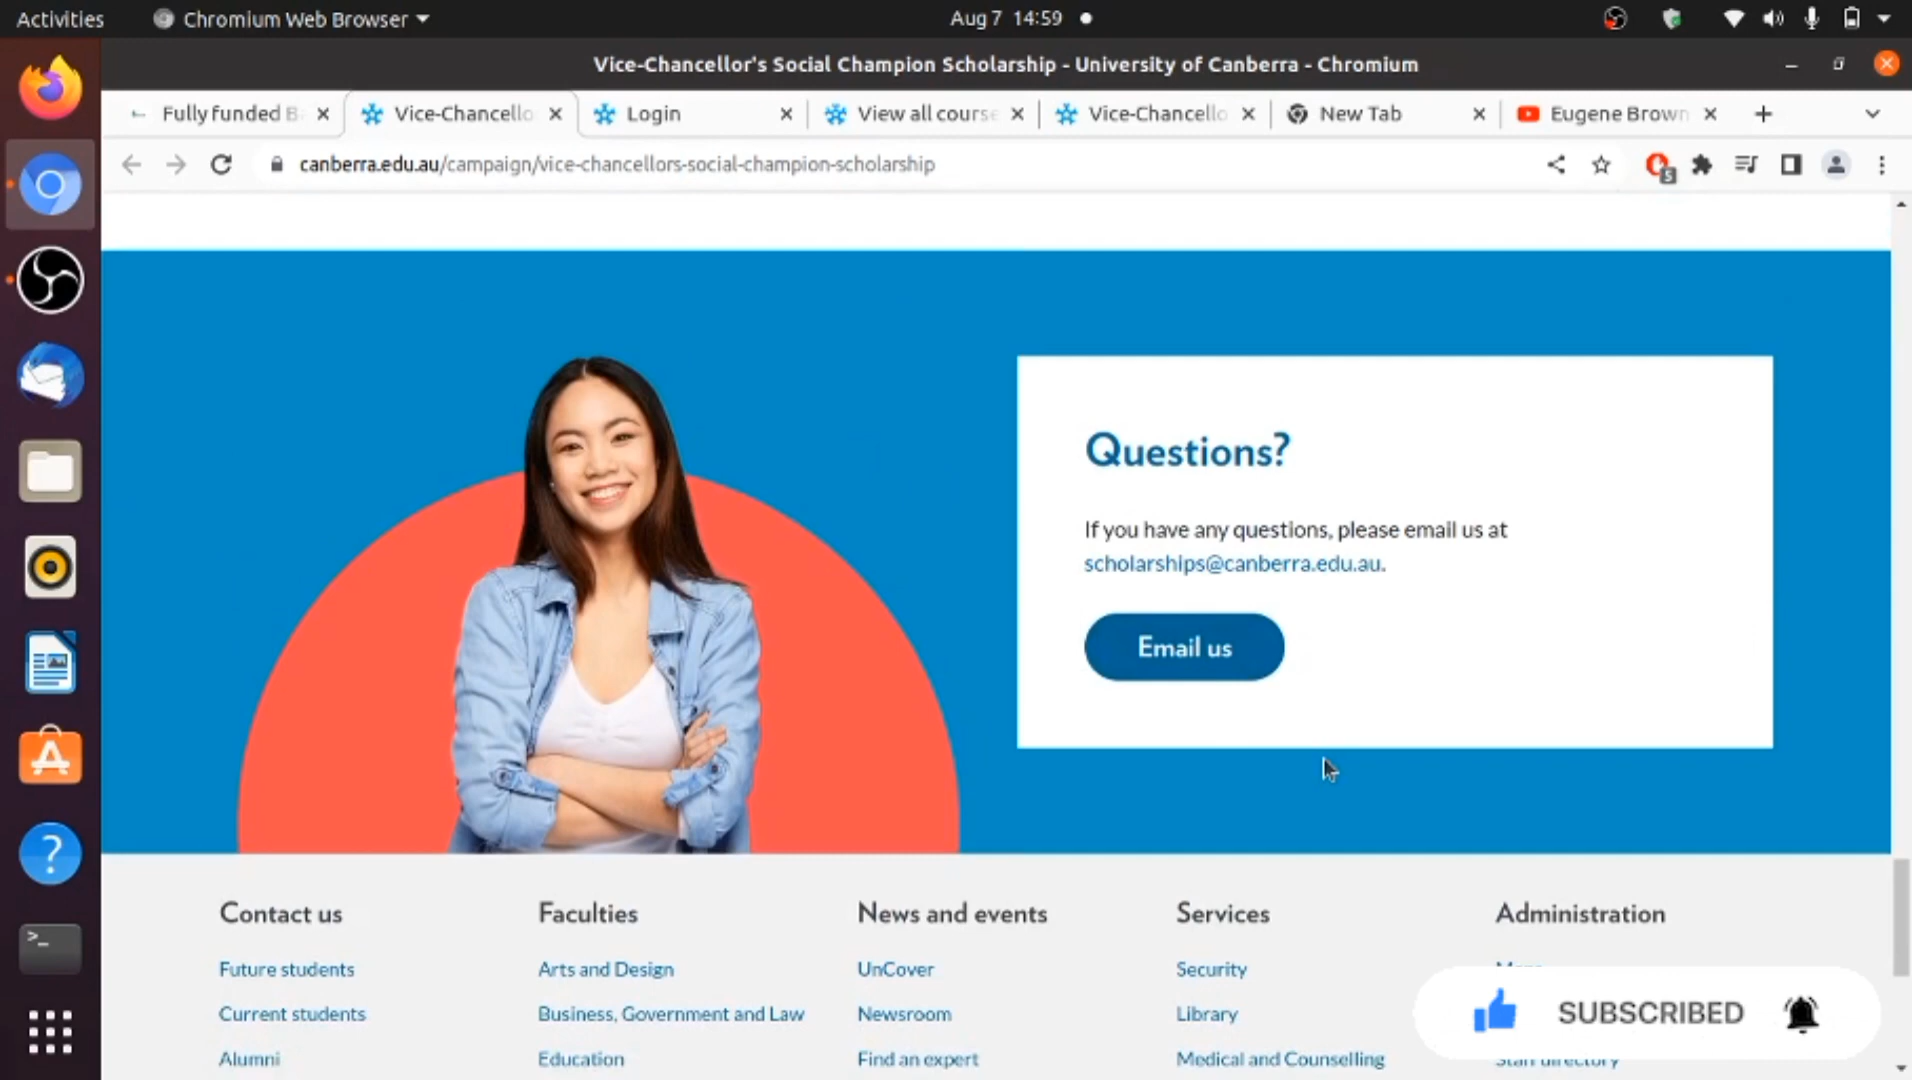 Activities
Chromium Web Browser
Aug 7 14:59
Vice-Chancellor's Social Champion Scholarship - University of Canberra - Chromium
Fully funded B
Vice-Chancello
Login
View all course
Vice-Chancello
New Tab
Eugene Brown
canberra.edu.au/campaign/vice-chancellors-social-champion-scholarship
5
Questions?
If you have any questions, please email us at
scholarships@canberra.edu.au.
Email us
Contact us
Faculties
News and events
Services
Administration
Future students
Arts and Design
UnCover
Security
Current students
Business, Government and Law
Newsroom
Library
SUBSCRIBED
Alumni
Education
Find an expert
Medical and Counselling
Staff directory